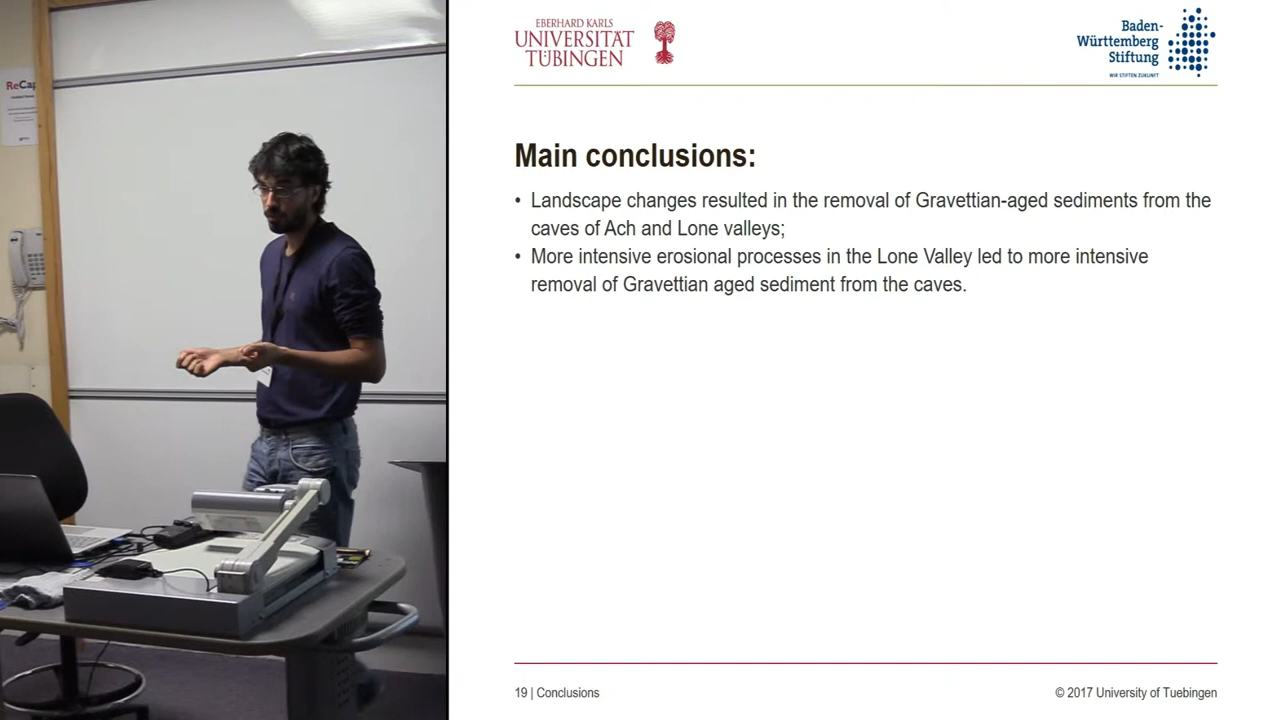 ReCap
EBERHARD KARLS
UNIVERSITÄT
TÜBINGEN
Baden-
Württemberg
Stiftung
WIR STIFTEN ZUKUNFT
Main conclusions:
• Landscape changes resulted in the removal of Gravettian-aged sediments from the
caves of Ach and Lone valleys;
• More intensive erosional processes in the Lone Valley led to more intensive
removal of Gravettian aged sediment from the caves.
19 | Conclusions
© 2017 University of Tuebingen